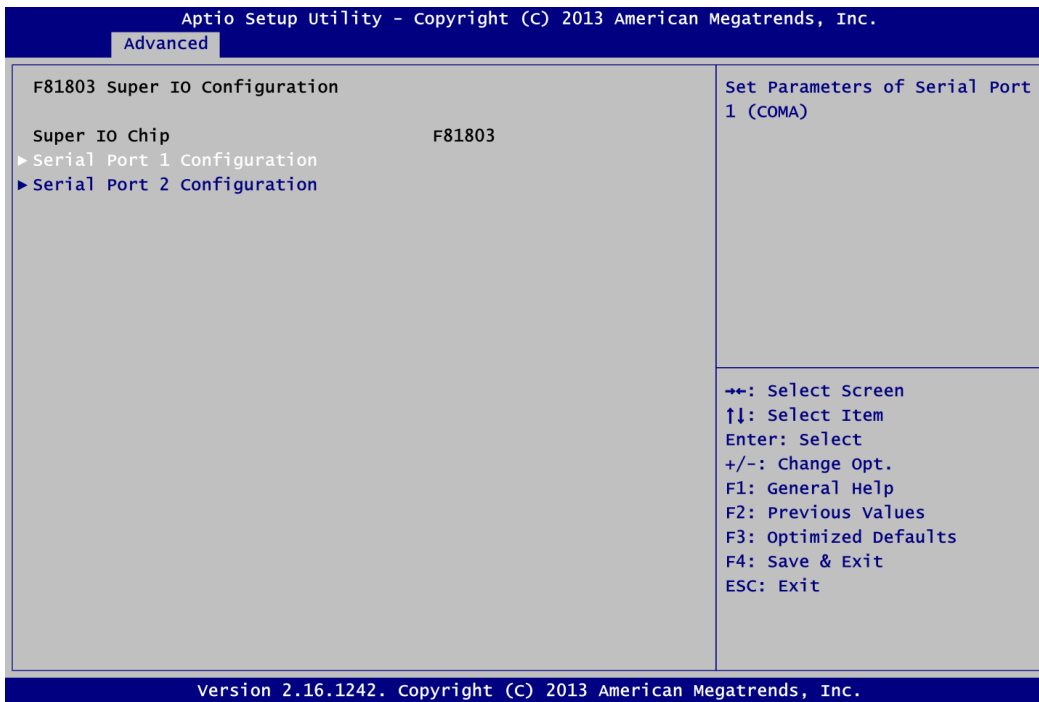 Aptio Setup Utility - Copyright (C) 2013 American Megatrends, Inc.
Advanced
F81803 Super IO Configuration
Super IO Chip F81803
►Serial Port 1 Configuration
►Serial Port 2 Configuration
Set Parameters of Serial Port
1 (COMA)
→←: Select Screen
↑↓: Select Item
Enter: Select
+/-: Change Opt.
F1: General Help
F2: Previous Values
F3: Optimized Defaults
F4: Save & Exit
ESC: Exit
Version 2.16.1242. Copyright (C) 2013 American Megatrends, Inc.